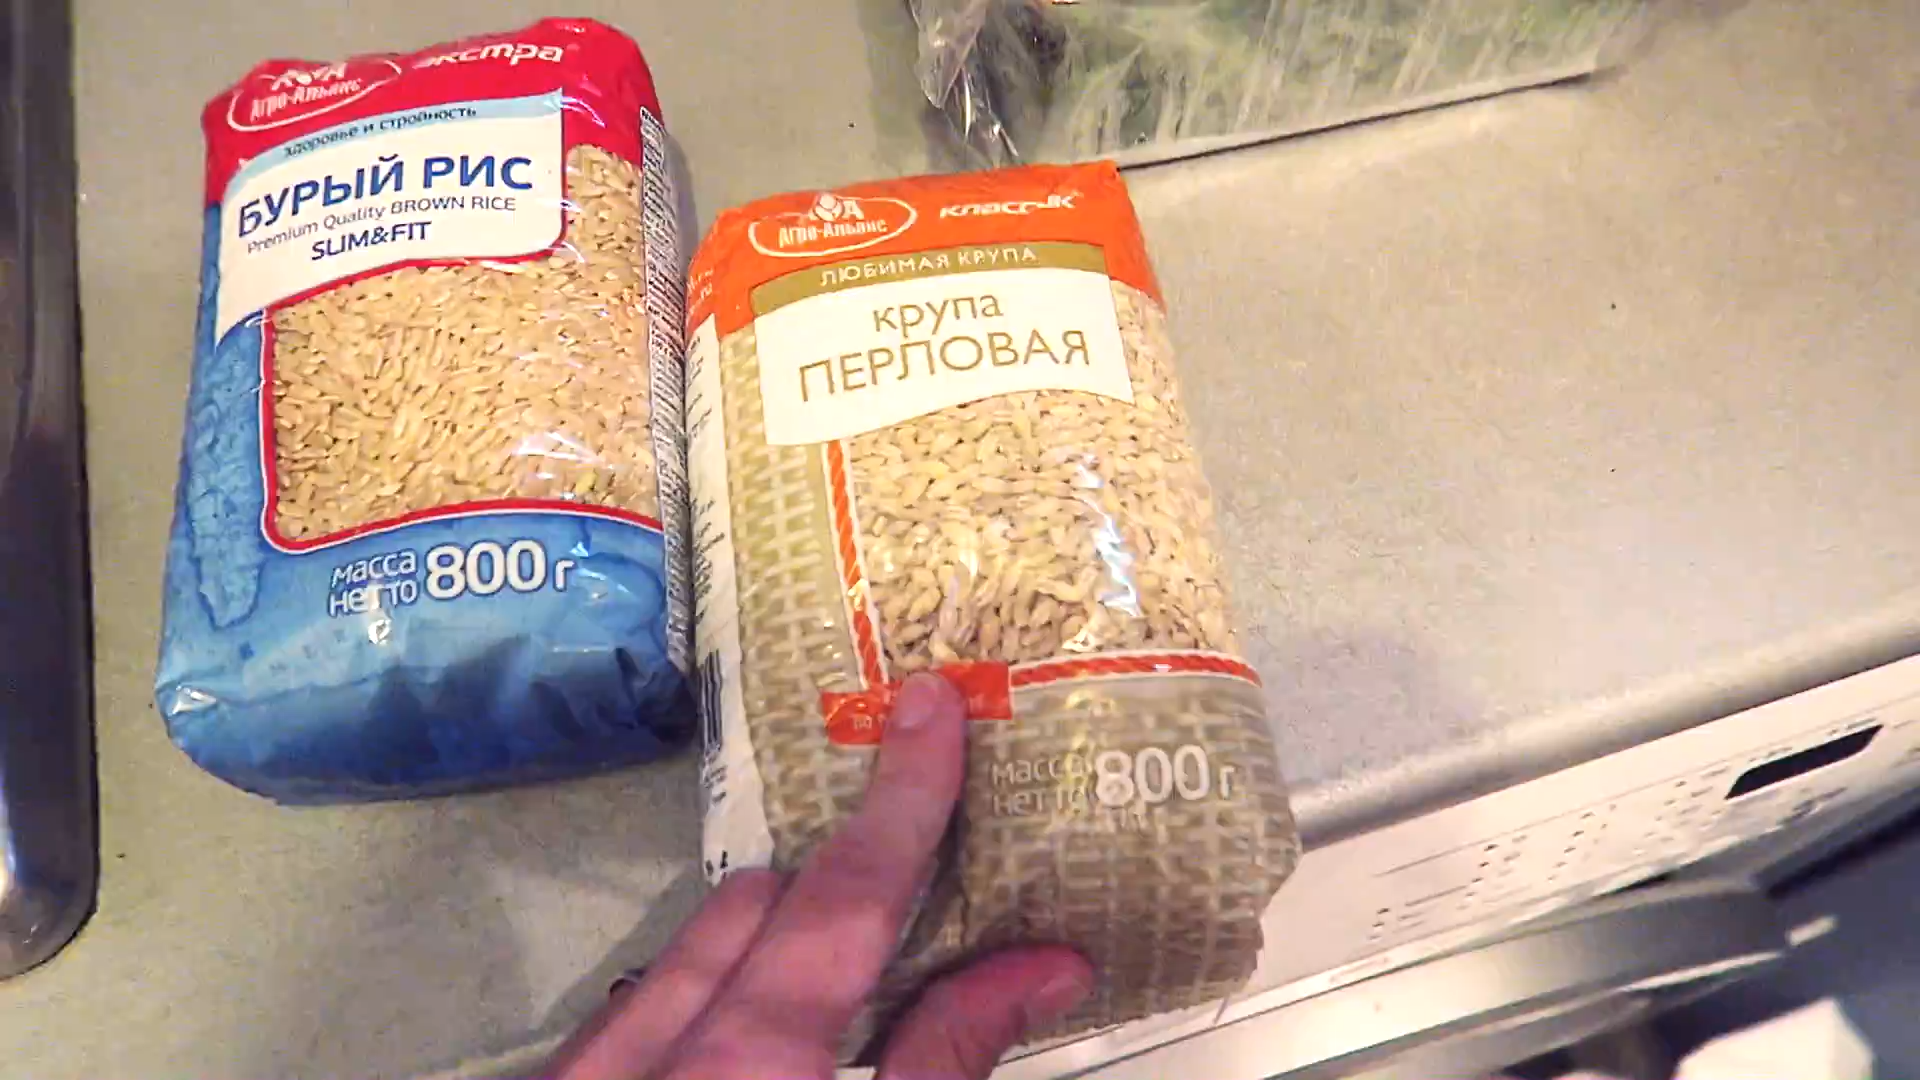 Агро-Альянс
экстра
здоровье и стройность
БУРЫЙ РИС
Premium Quality BROWN RICE
SLIM&FIT
масса
нетто 800 г
Агро-Альянс
классик
ЛЮБИМАЯ КРУПА
крупа
ПЕРЛОВАЯ
масса
нетто 800 г